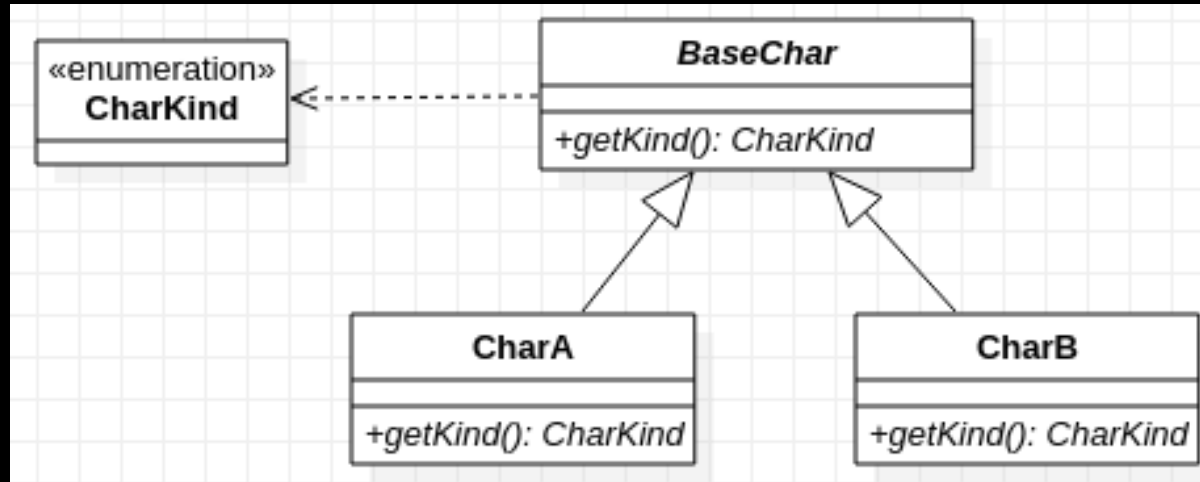 «enumeration»
CharKind
BaseChar
+getKind(): CharKind
CharA
+getKind(): CharKind
CharB
+getKind(): CharKind